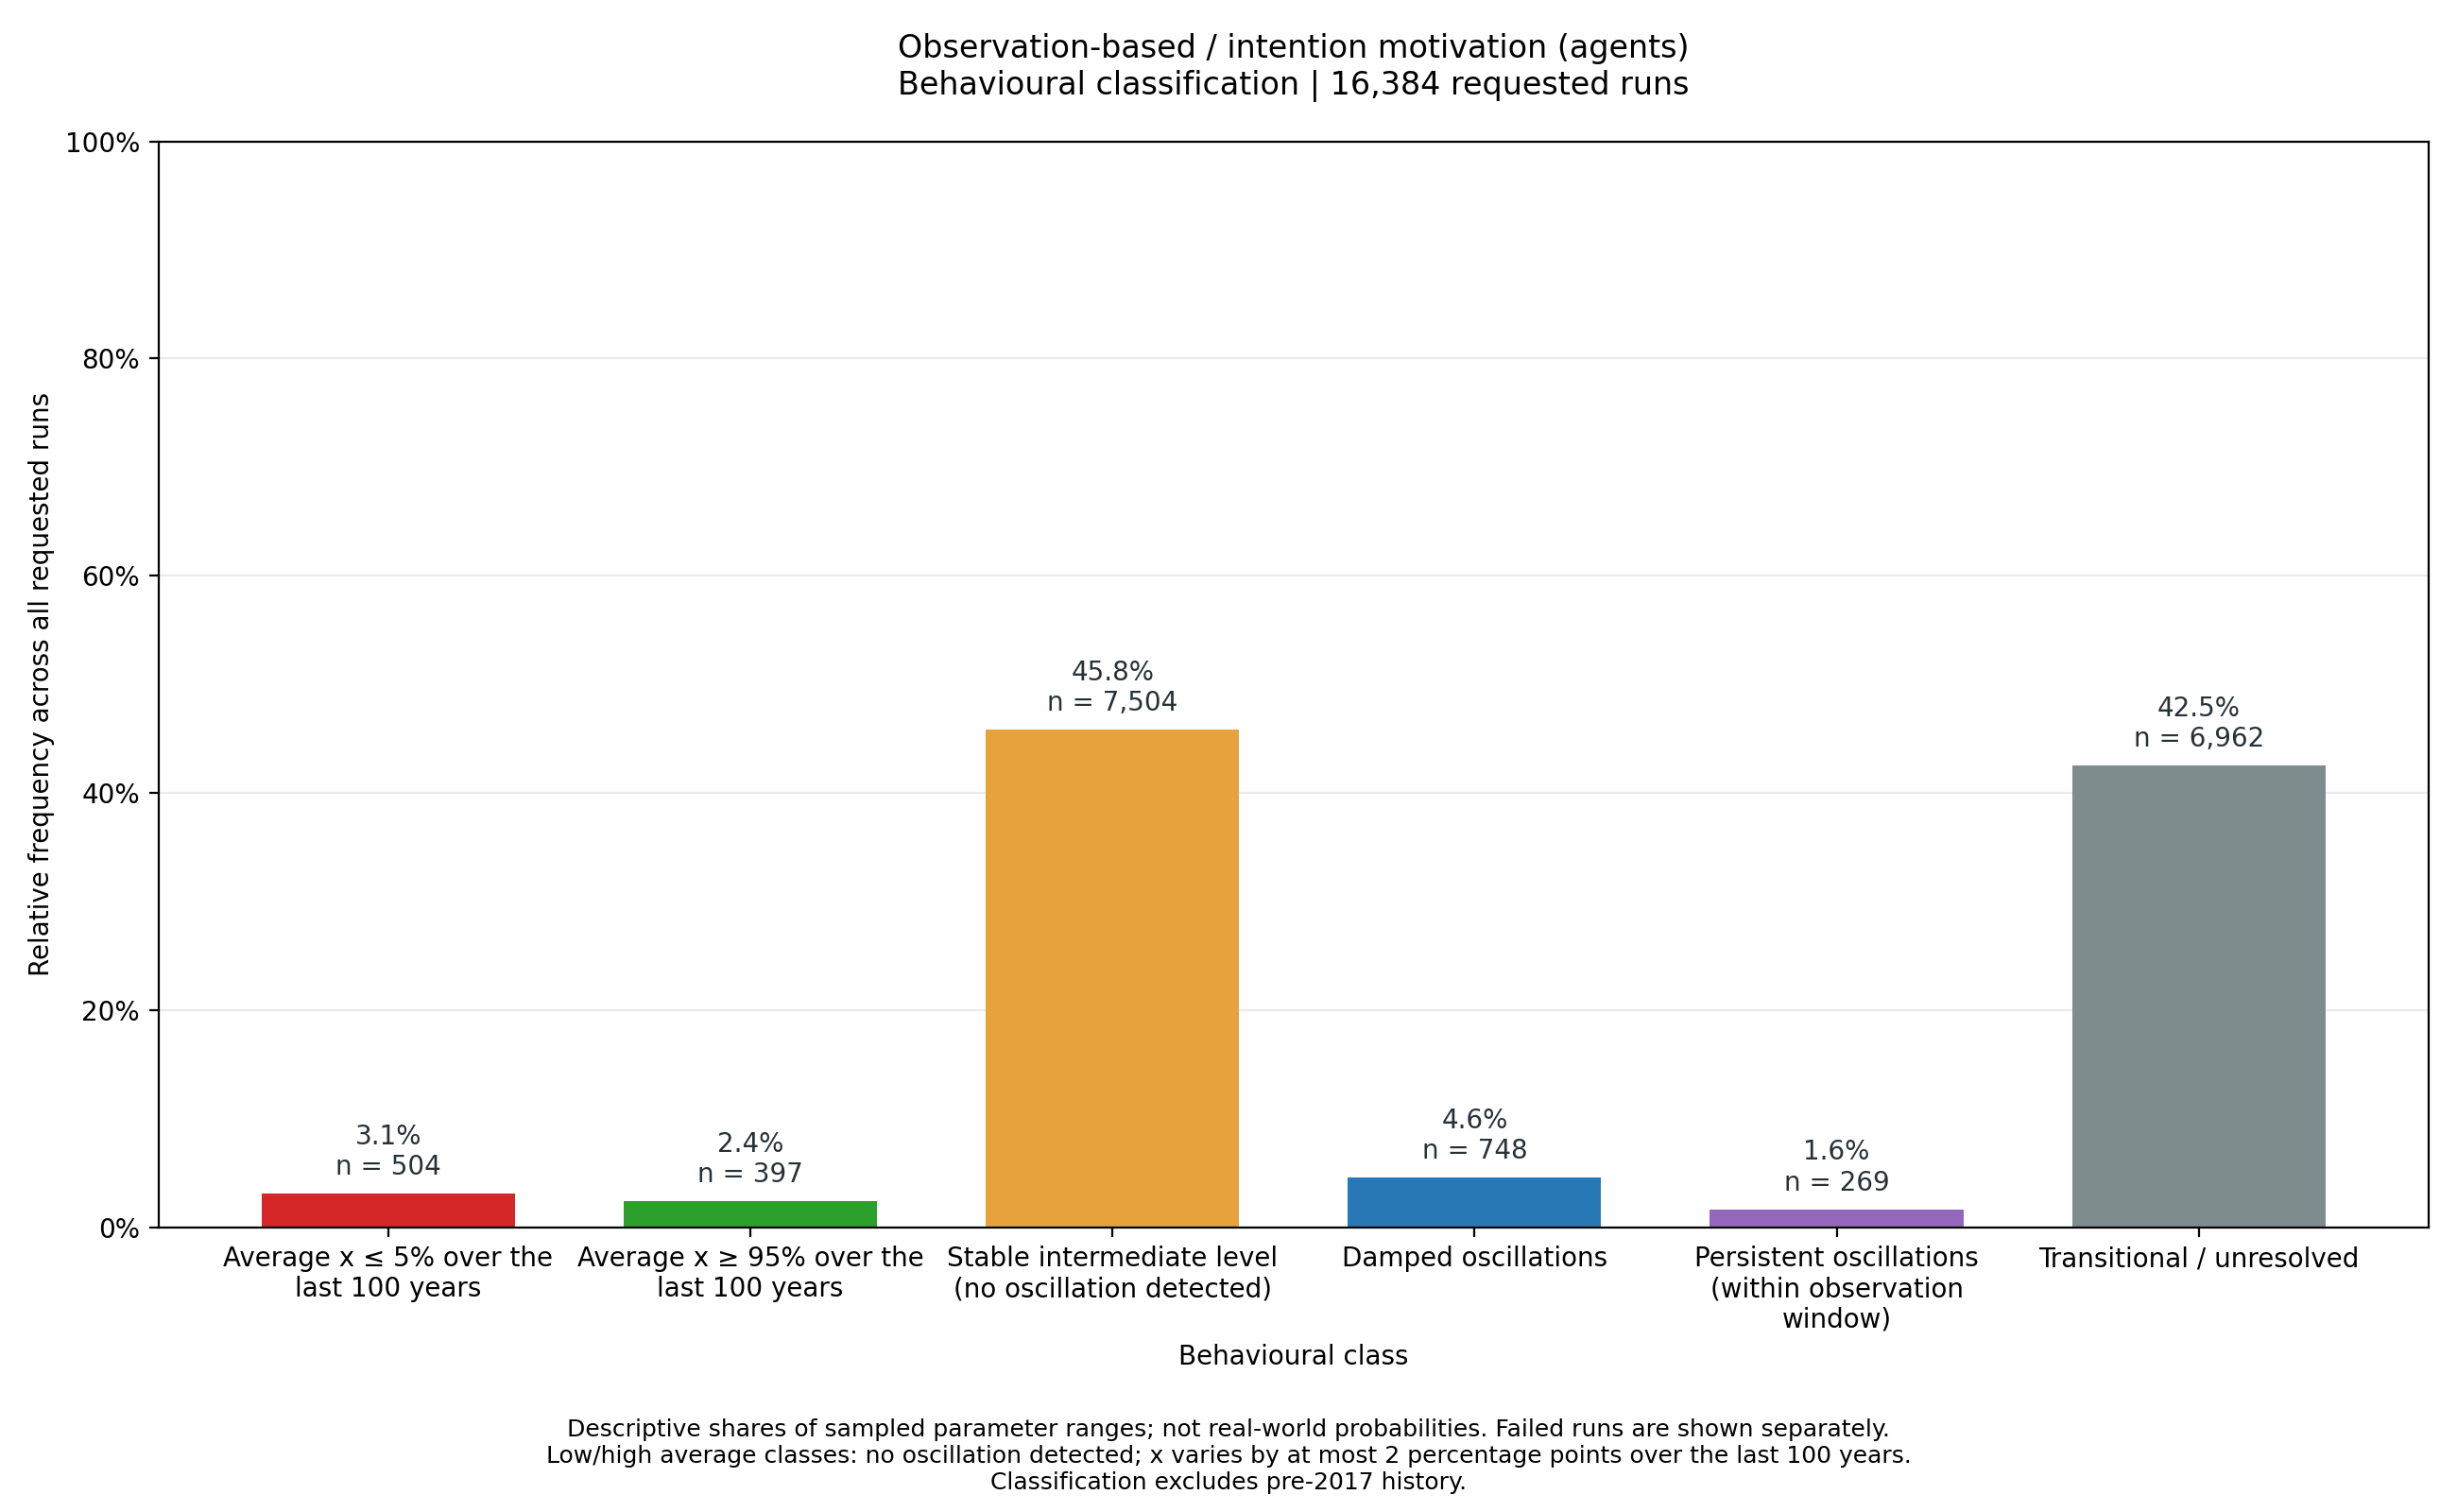 Observation-based / intention motivation (agents)
Behavioural classification | 16,384 requested runs
Relative frequency across all requested runs
100%
80%
60%
40%
20%
0%
3.1%
n = 504
2.4%
n = 397
45.8%
n = 7,504
4.6%
n = 748
1.6%
n = 269
42.5%
n = 6,962
Average x ≤ 5% over the
last 100 years
Average x ≥ 95% over the
last 100 years
Stable intermediate level
(no oscillation detected)
Damped oscillations
Persistent oscillations
(within observation
window)
Transitional / unresolved
Behavioural class
Descriptive shares of sampled parameter ranges; not real-world probabilities. Failed runs are shown separately.
Low/high average classes: no oscillation detected; x varies by at most 2 percentage points over the last 100 years.
Classification excludes pre-2017 history.